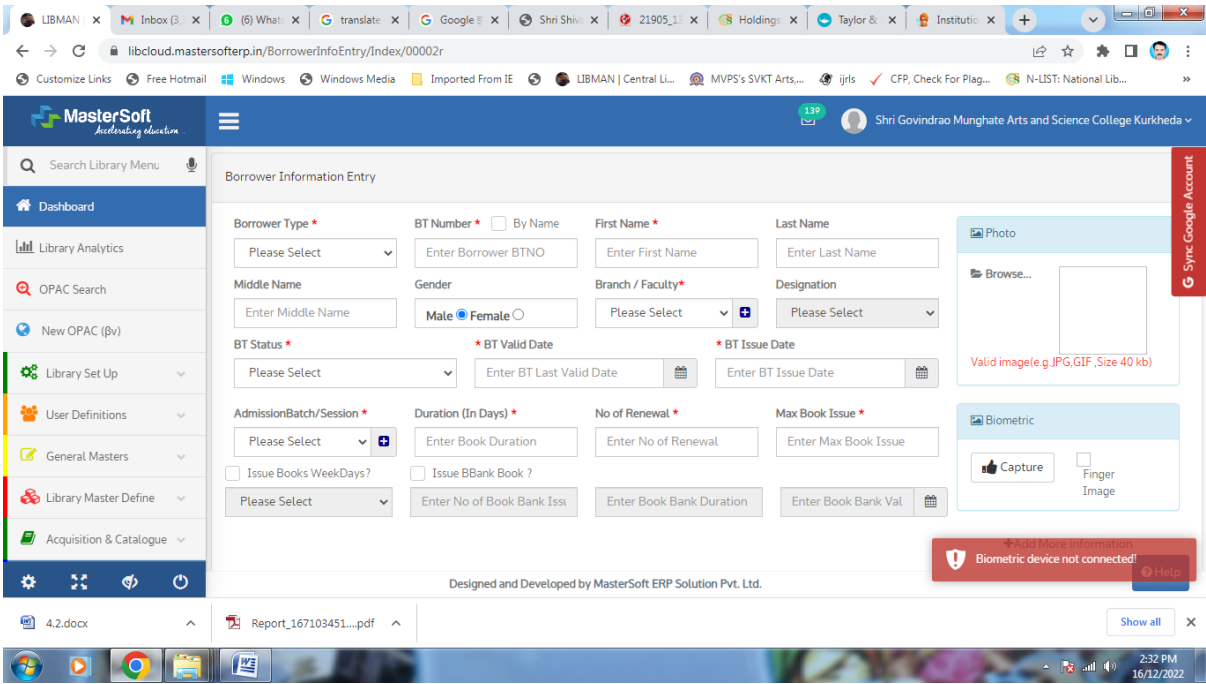 LIBMAN
M Inbox (3,
(6) What
G translate
Google S
Shri Shiv
21905_1
Holdings
Taylor &
Institutio
libcloud.mastersofterp.in/BorrowerInfoEntry/Index/00002r
Customize Links Free Hotmail Windows Windows Media Imported From IE LIBMAN | Central Li... MVPS's SVKT Arts,... ijrls CFP, Check For Plag... N-LIST: National Lib... »
MasterSoft
Accelerating education..
139
Shri Govindrao Munghate Arts and Science College Kurkheda
Search Library Menu
Dashboard
Library Analytics
OPAC Search
New OPAC (βv)
Library Set Up
User Definitions
General Masters
Library Master Define
Acquisition & Catalogue
Borrower Information Entry
Borrower Type * BT Number * By Name First Name * Last Name
Please Select Enter Borrower BTNO Enter First Name Enter Last Name
Middle Name Gender Branch / Faculty* Designation
Enter Middle Name Male Female Please Select Please Select
BT Status * * BT Valid Date * BT Issue Date
Please Select Enter BT Last Valid Date Enter BT Issue Date
AdmissionBatch/Session * Duration (In Days) * No of Renewal * Max Book Issue *
Please Select Enter Book Duration Enter No of Renewal Enter Max Book Issue
Issue Books WeekDays? Issue BBank Book ?
Please Select Enter No of Book Bank Issu Enter Book Bank Duration Enter Book Bank Val
Photo
Browse...
Valid image(e.g.JPG,GIF ,Size 40 kb)
Biometric
Capture
Finger
Image
G Sync Google Account
+Add More information
Biometric device not connected!
Help
Designed and Developed by MasterSoft ERP Solution Pvt. Ltd.
4.2.docx Report_167103451....pdf Show all
2:32 PM
16/12/2022